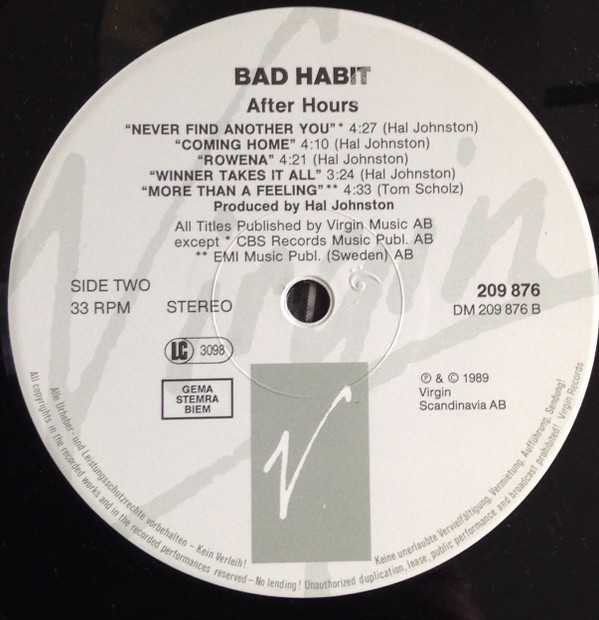 BAD HABIT
After Hours
"NEVER FIND ANOTHER YOU"* 4:27 (Hal Johnston)
"COMING HOME" 4:10 (Hal Johnston)
"ROWENA" 4:21 (Hal Johnston)
"WINNER TAKES IT ALL" 3:24 (Hal Johnston)
"MORE THAN A FEELING"** 4:33 (Tom Scholz)
Produced by Hal Johnston
All Titles Published by Virgin Music AB
except * CBS Records Music Publ. AB
** EMI Music Publ. (Sweden) AB
SIDE TWO
33 RPM STEREO
209 876
DM 209 876 B
LC 3098
GEMA
STEMRA
BIEM
℗ & © 1989
Virgin
Scandinavia AB
Virgin
V
Alle Urheber- und Leistungsschutzrechte vorbehalten – Kein Verleih! Keine unerlaubte Vervielfältigung, Vermietung, Aufführung, Sendung!
All copyrights in the recorded works and in the recorded performances reserved – No lending! Unauthorized duplication, lease, public performance and broadcast prohibited! Virgin Records